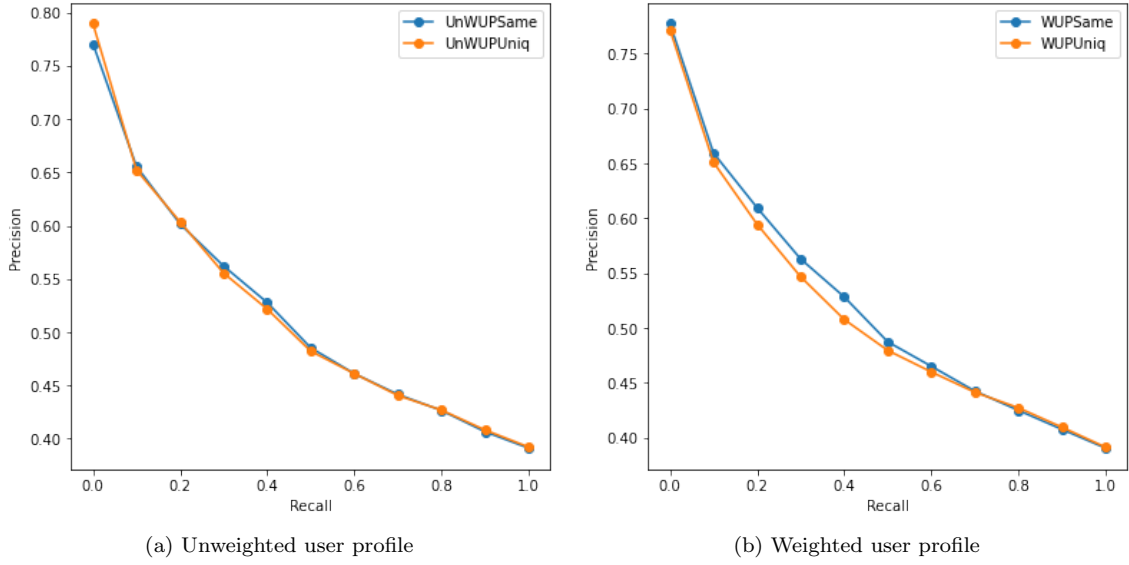 0.80
0.75
0.70
0.65
0.60
0.55
0.50
0.45
0.40
Precision
0.0 0.2 0.4 0.6 0.8 1.0
Recall
UnWUPSame
UnWUPUniq
(a) Unweighted user profile
0.75
0.70
0.65
0.60
0.55
0.50
0.45
0.40
Precision
0.0 0.2 0.4 0.6 0.8 1.0
Recall
WUPSame
WUPUniq
(b) Weighted user profile